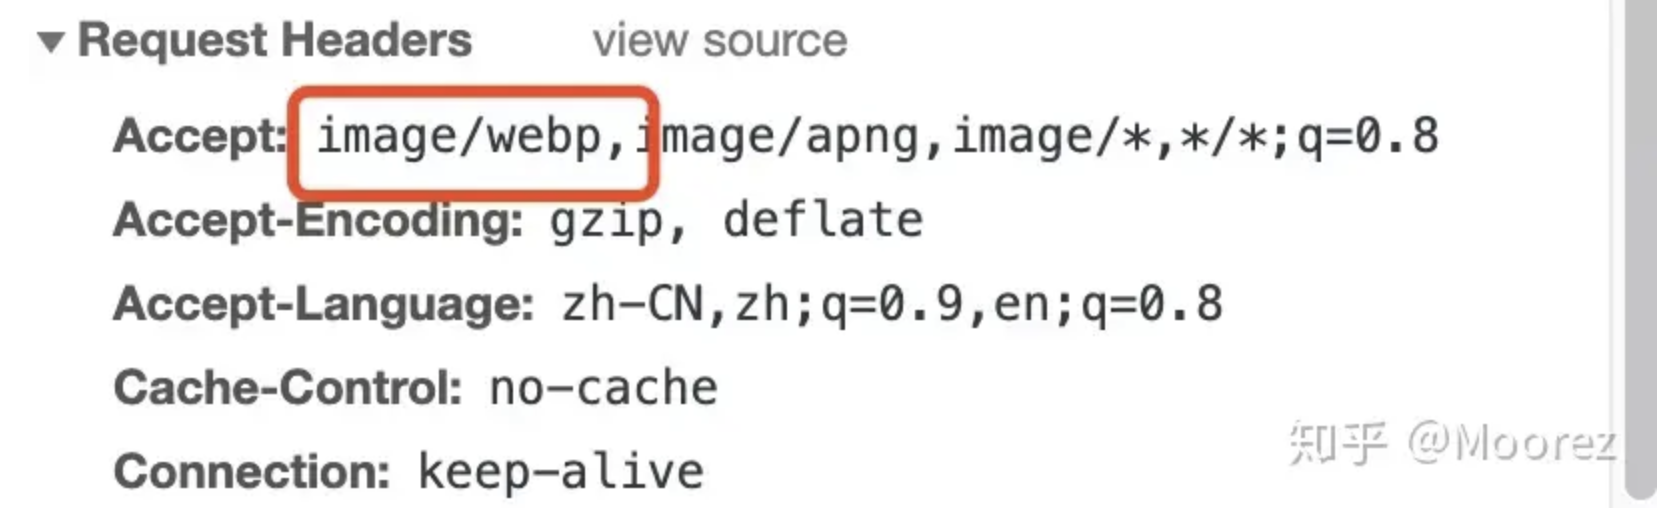 ▼ Request Headers view source
Accept: image/webp,image/apng,image/*,*/*;q=0.8
Accept-Encoding: gzip, deflate
Accept-Language: zh-CN,zh;q=0.9,en;q=0.8
Cache-Control: no-cache
Connection: keep-alive
知乎 @Moorez